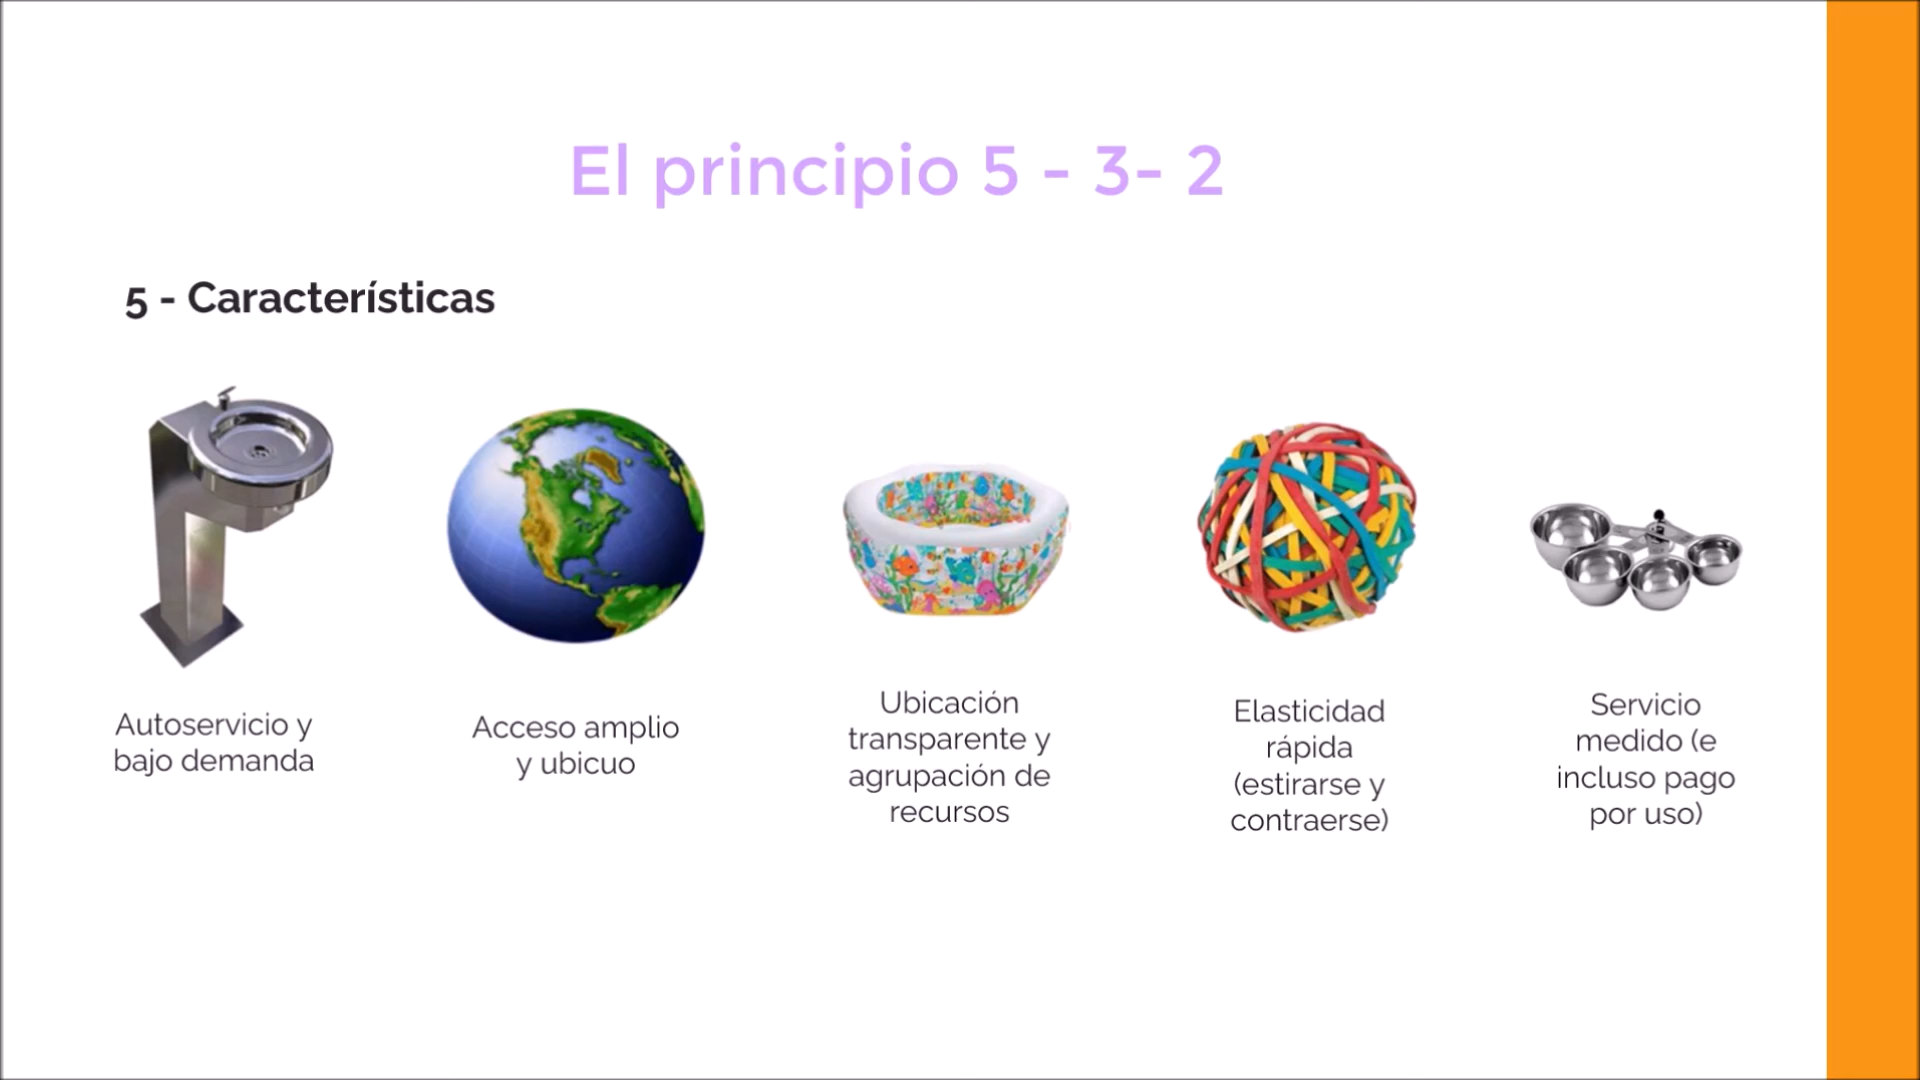 El principio 5 - 3- 2
5 - Características
Autoservicio y
bajo demanda
Acceso amplio
y ubicuo
Ubicación
transparente y
agrupación de
recursos
Elasticidad
rápida
(estirarse y
contraerse)
Servicio
medido (e
incluso pago
por uso)